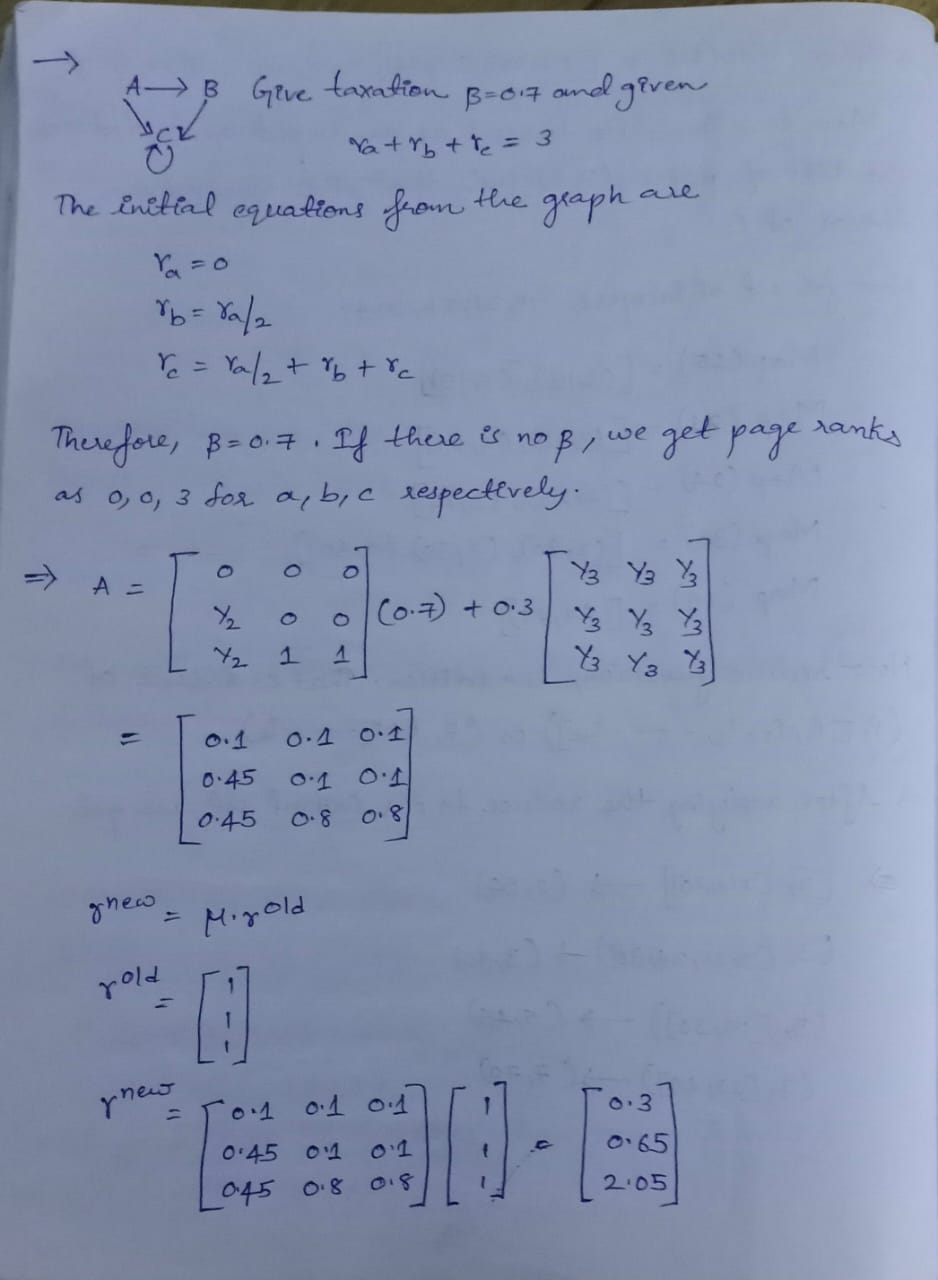 →
A → B Give taxation β=0.7 and given
C ra + rb + rc = 3
The initial equations from the graph are
ra = 0
rb = ra/2
rc = ra/2 + rb + rc
Therefore, β=0.7. If there is no β, we get page ranks
as 0, 0, 3 for a, b, c respectively.
⇒ A = [0 0 0; 1/2 0 0; 1/2 1 1] (0.7) + 0.3 [1/3 1/3 1/3; 1/3 1/3 1/3; 1/3 1/3 1/3]
= [0.1 0.1 0.1; 0.45 0.1 0.1; 0.45 0.8 0.8]
r^new = M.r^old
r^old = [1; 1; 1]
r^new = [0.1 0.1 0.1; 0.45 0.1 0.1; 0.45 0.8 0.8] [1; 1; 1] = [0.3; 0.65; 2.05]